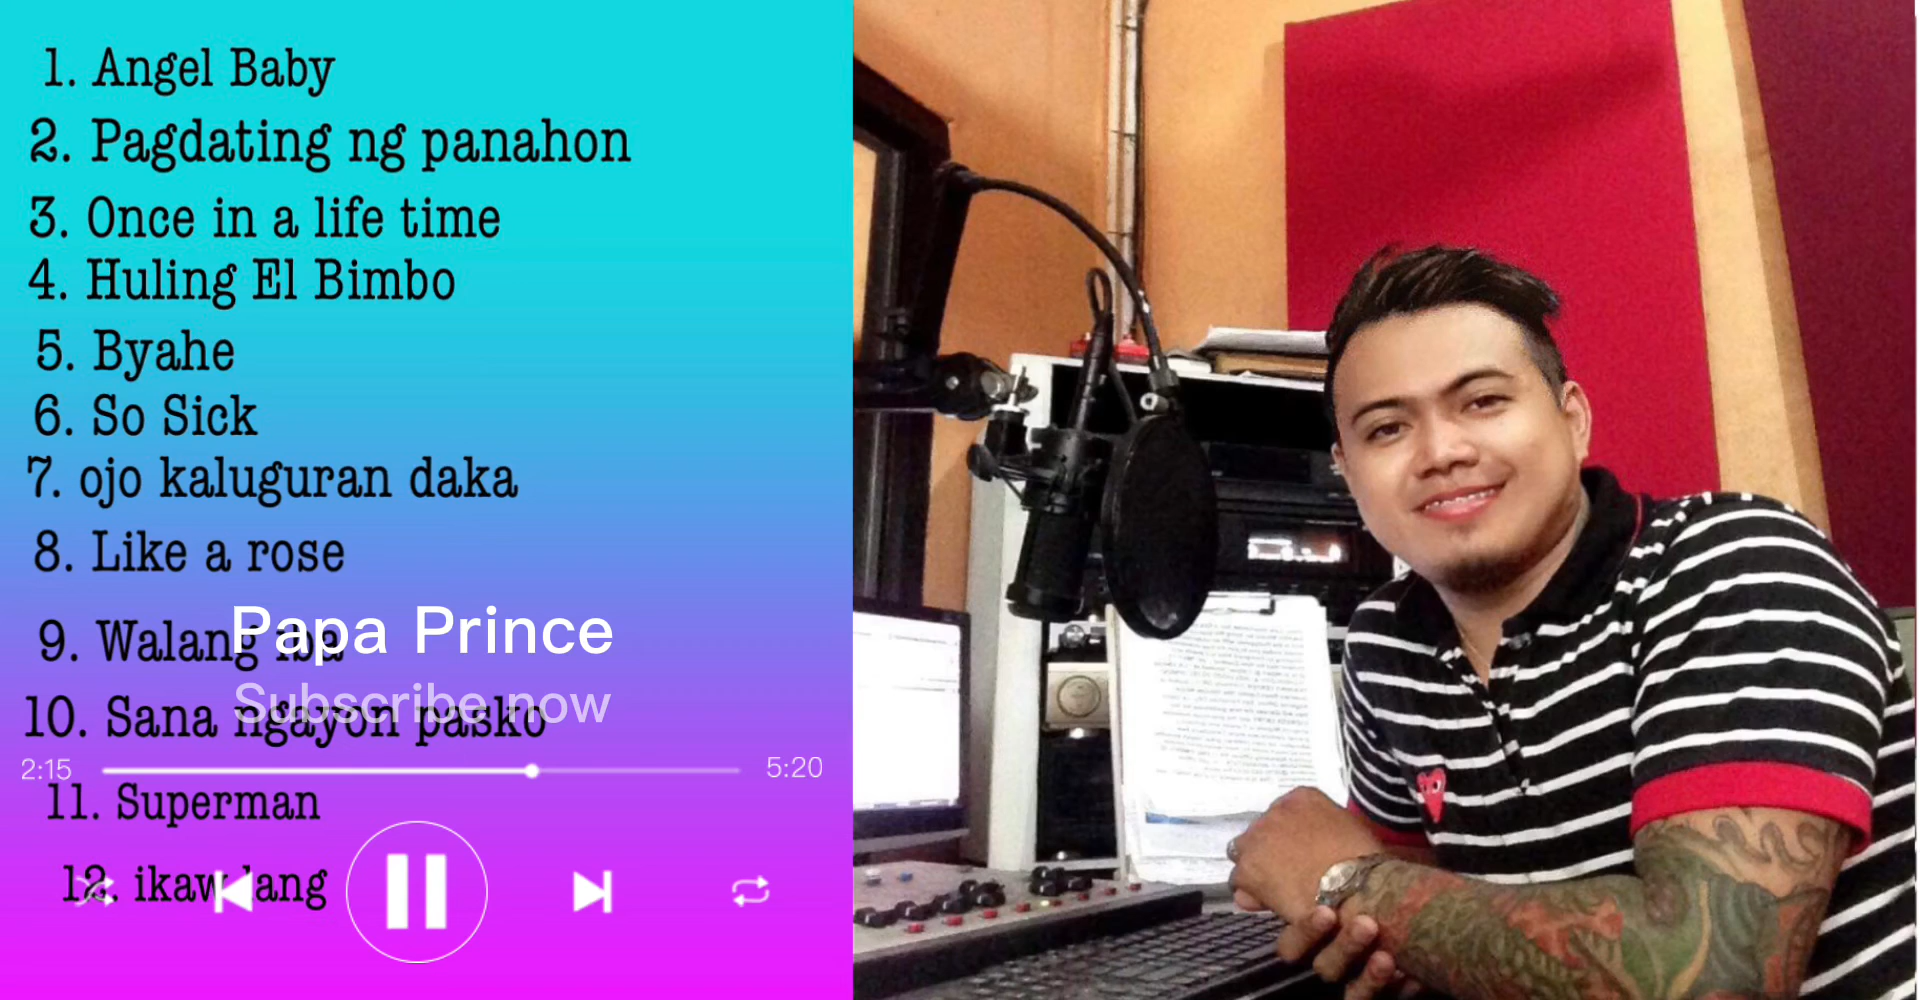 1. Angel Baby
2. Pagdating ng panahon
3. Once in a life time
4. Huling El Bimbo
5. Byahe
6. So Sick
7. ojo kaluguran daka
8. Like a rose
9. Walang iba
Papa Prince
10. Sana ngayon pasko
Subscribe now
2:15
5:20
11. Superman
12. ikaw lang